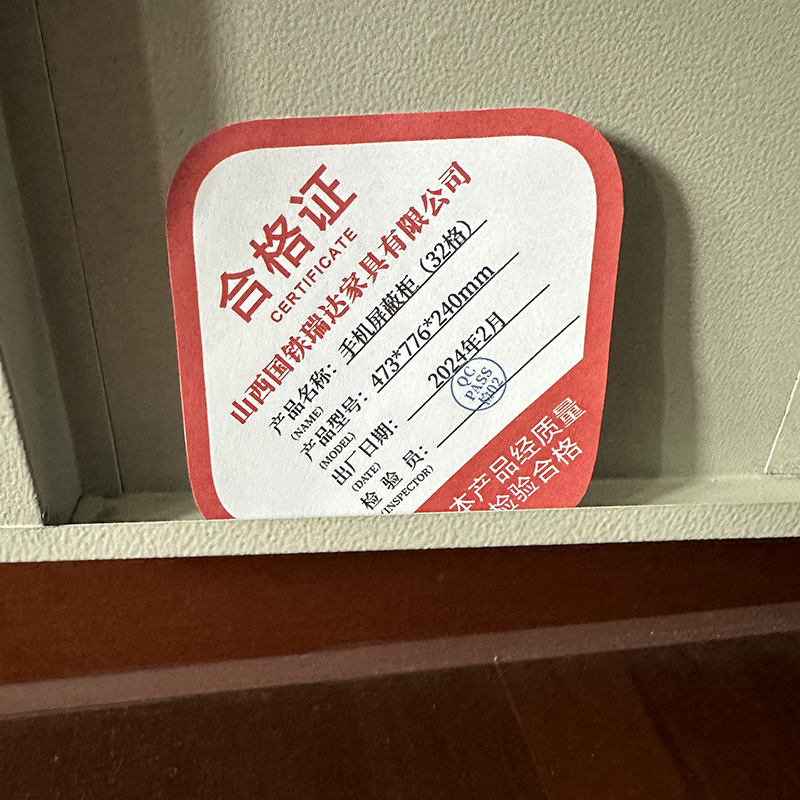 合格证
CERTIFICATE
山西国铁瑞达家具有限公司
产品名称：手机屏蔽柜（32格）
(NAME)
产品型号：473*776*240mm
(MODEL)
出厂日期：2024年2月
(DATE)
检 验 员：
(INSPECTOR)
QC
PASS
检02
本产品经质量
检验合格